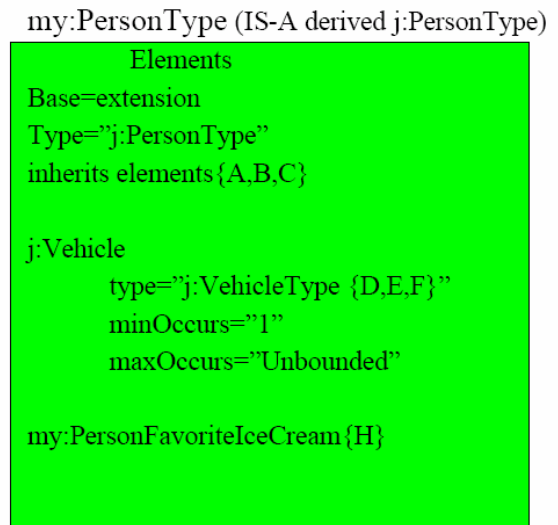 my:PersonType (IS-A derived j:PersonType)
Elements
Base=extension
Type=”j:PersonType”
inherits elements{A,B,C}
j:Vehicle
type=”j:VehicleType {D,E,F}”
minOccurs=”1”
maxOccurs=”Unbounded”
my:PersonFavoriteIceCream{H}